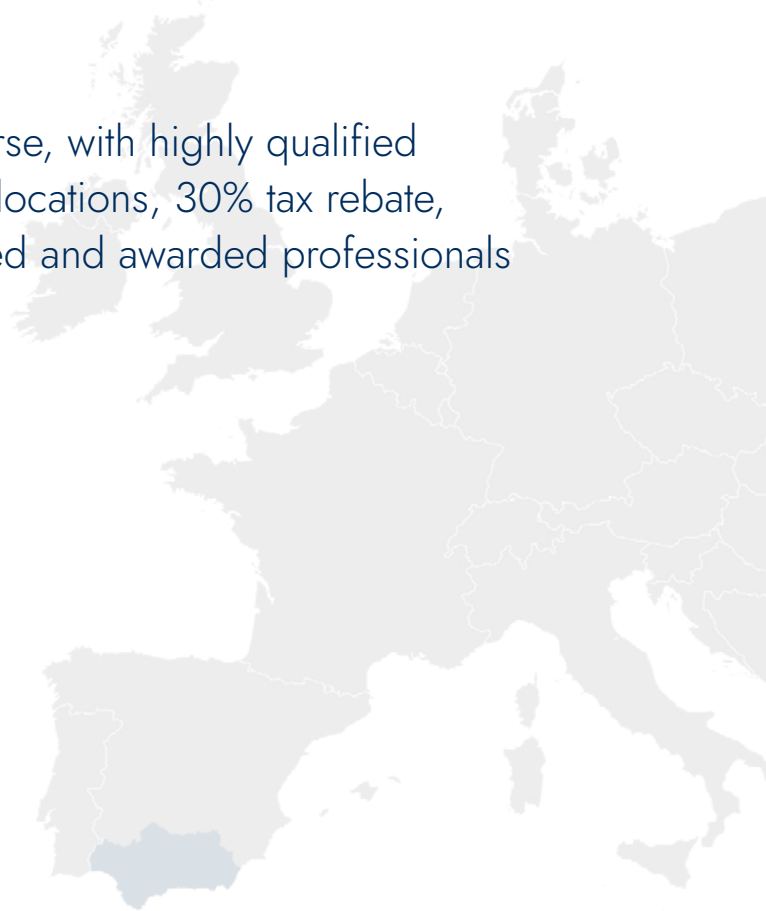 rse, with highly qualified
locations, 30% tax rebate,
ed and awarded professionals